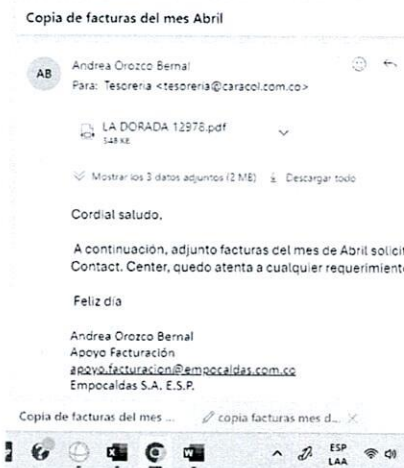 Copia de facturas del mes Abril
AB
Andrea Orozco Bernal
Para: Tesoreria <tesoreria@caracol.com.co>
LA DORADA 12978.pdf
548 KB
Mostrar los 3 datos adjuntos (2 MB) Descargar todo
Cordial saludo,
A continuación, adjunto facturas del mes de Abril solicit
Contact. Center, quedo atenta a cualquier requerimiento
Feliz día
Andrea Orozco Bernal
Apoyo Facturación
apoyo.facturacion@empocaldas.com.co
Empocaldas S.A. E.S.P.
Copia de facturas del mes ... copia facturas mes d...
ESP
LAA